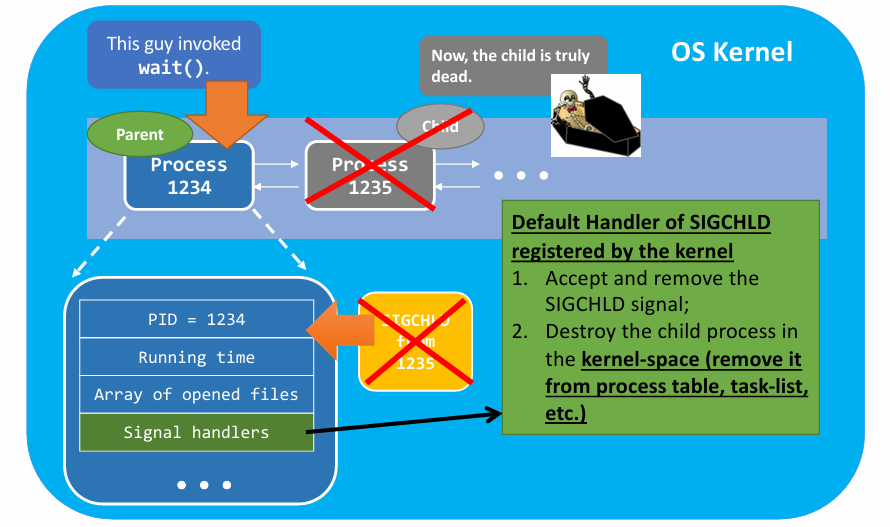 This guy invoked
wait().
Now, the child is truly
dead.
OS Kernel
Parent
Child
Process
1234
Process
1235
Default Handler of SIGCHLD
registered by the kernel
1. Accept and remove the
SIGCHLD signal;
2. Destroy the child process in
the kernel-space (remove it
from process table, task-list,
etc.)
PID = 1234
Running time
Array of opened files
Signal handlers
SIGCHLD
from
1235